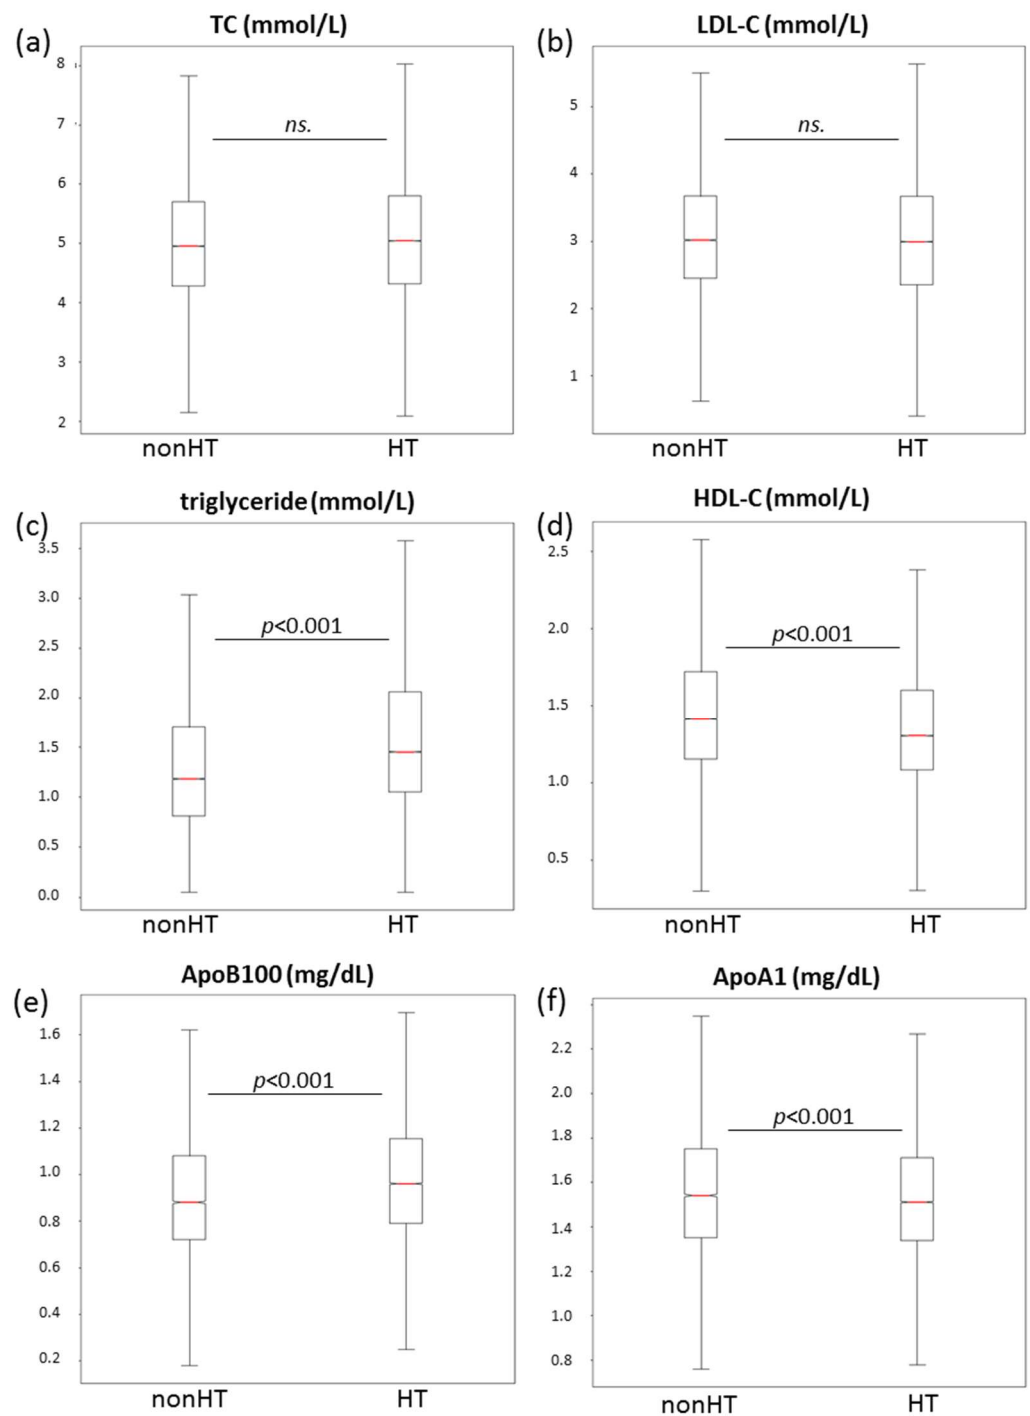 TC (mmol/L)
(a)
8
7
6
5
4
3
2
ns.
nonHT
HT
LDL-C (mmol/L)
(b)
5
4
3
2
1
ns.
nonHT
HT
triglyceride (mmol/L)
(c)
3.5
3.0
2.5
2.0
1.5
1.0
0.5
0.0
p<0.001
nonHT
HT
HDL-C (mmol/L)
(d)
2.5
2.0
1.5
1.0
0.5
p<0.001
nonHT
HT
ApoB100 (mg/dL)
(e)
1.6
1.4
1.2
1.0
0.8
0.6
0.4
0.2
p<0.001
nonHT
HT
ApoA1 (mg/dL)
(f)
2.2
2.0
1.8
1.6
1.4
1.2
1.0
0.8
p<0.001
nonHT
HT